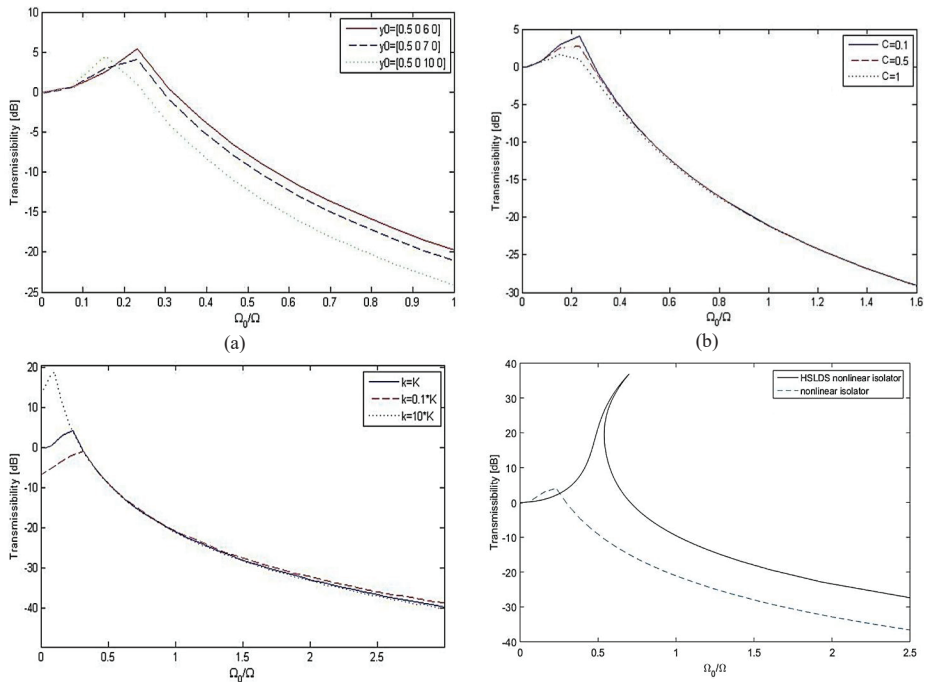 10
5
0
-5
-10
-15
-20
-25
Transmissibility [dB]
0 0.1 0.2 0.3 0.4 0.5 0.6 0.7 0.8 0.9 1
Ω0/Ω
y0=[0.5 0 6 0]
y0=[0.5 0 7 0]
y0=[0.5 0 10 0]
(a)
5
0
-5
-10
-15
-20
-25
-30
Transmissibility [dB]
0 0.2 0.4 0.6 0.8 1 1.2 1.4 1.6
Ω0/Ω
C=0.1
C=0.5
C=1
(b)
20
10
0
-10
-20
-30
-40
Transmissibility [dB]
0 0.5 1 1.5 2 2.5
Ω0/Ω
k=K
k=0.1*K
k=10*K
40
30
20
10
0
-10
-20
-30
-40
Transmissibility [dB]
0 0.5 1 1.5 2 2.5
Ω0/Ω
HSLDS nonlinear isolator
nonlinear isolator